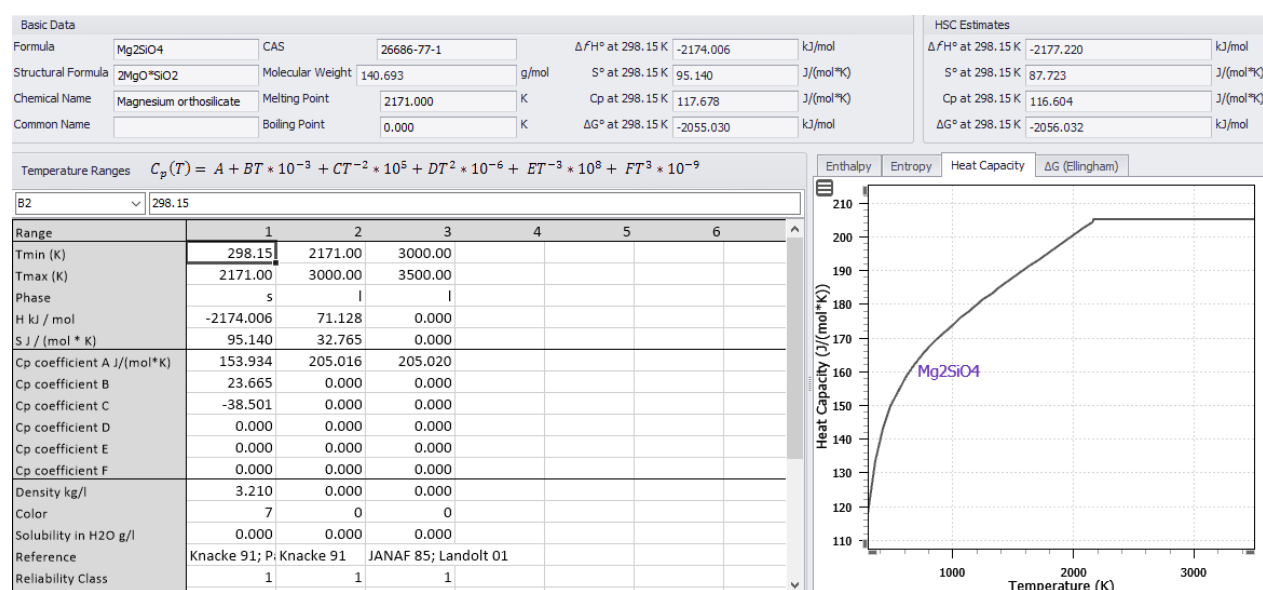 Basic Data
Formula Mg2SiO4 CAS 26686-77-1 ΔfH° at 298.15 K -2174.006 kJ/mol
Structural Formula 2MgO*SiO2 Molecular Weight 140.693 g/mol S° at 298.15 K 95.140 J/(mol*K)
Chemical Name Magnesium orthosilicate Melting Point 2171.000 K Cp at 298.15 K 117.678 J/(mol*K)
Common Name Boiling Point 0.000 K ΔG° at 298.15 K -2055.030 kJ/mol
HSC Estimates
ΔfH° at 298.15 K -2177.220 kJ/mol
S° at 298.15 K 87.723 J/(mol*K)
Cp at 298.15 K 116.604 J/(mol*K)
ΔG° at 298.15 K -2056.032 kJ/mol
Temperature Ranges Cp(T) = A + BT * 10⁻³ + CT⁻² * 10⁵ + DT² * 10⁻⁶ + ET⁻³ * 10⁸ + FT³ * 10⁻⁹
B2 298.15
Range 1 2 3 4 5 6
Tmin (K) 298.15 2171.00 3000.00
Tmax (K) 2171.00 3000.00 3500.00
Phase s l l
H kJ / mol -2174.006 71.128 0.000
S J / (mol * K) 95.140 32.765 0.000
Cp coefficient A J/(mol*K) 153.934 205.016 205.020
Cp coefficient B 23.665 0.000 0.000
Cp coefficient C -38.501 0.000 0.000
Cp coefficient D 0.000 0.000 0.000
Cp coefficient E 0.000 0.000 0.000
Cp coefficient F 0.000 0.000 0.000
Density kg/l 3.210 0.000 0.000
Color 7 0 0
Solubility in H2O g/l 0.000 0.000 0.000
Reference Knacke 91; P Knacke 91 JANAF 85; Landolt 01
Reliability Class 1 1 1
Enthalpy Entropy Heat Capacity ΔG (Ellingham)
Heat Capacity (J/(mol*K))
210
200
190
180
170
160
150
140
130
120
110
Mg2SiO4
1000 2000 3000
Temperature (K)